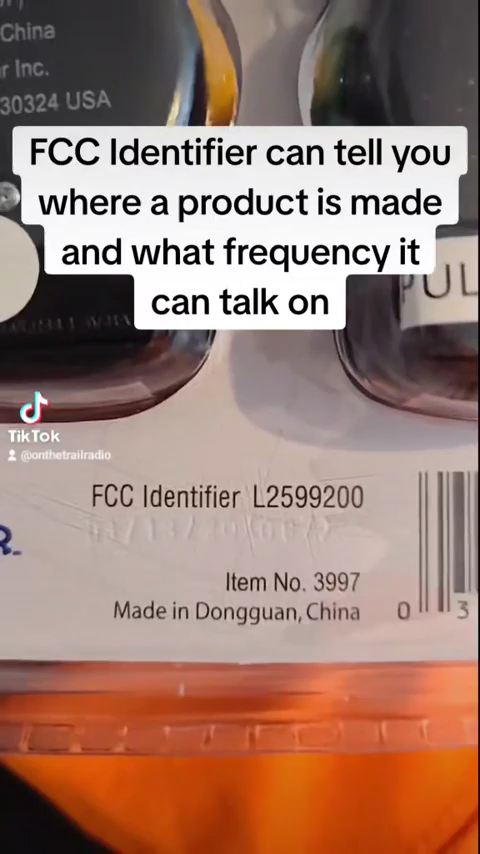 China
r Inc.
30324 USA
FCC Identifier can tell you
where a product is made
and what frequency it
can talk on
PUL
TikTok
@onthetrailradio
FCC Identifier L2599200
R
Item No. 3997
Made in Dongguan, China
0 3